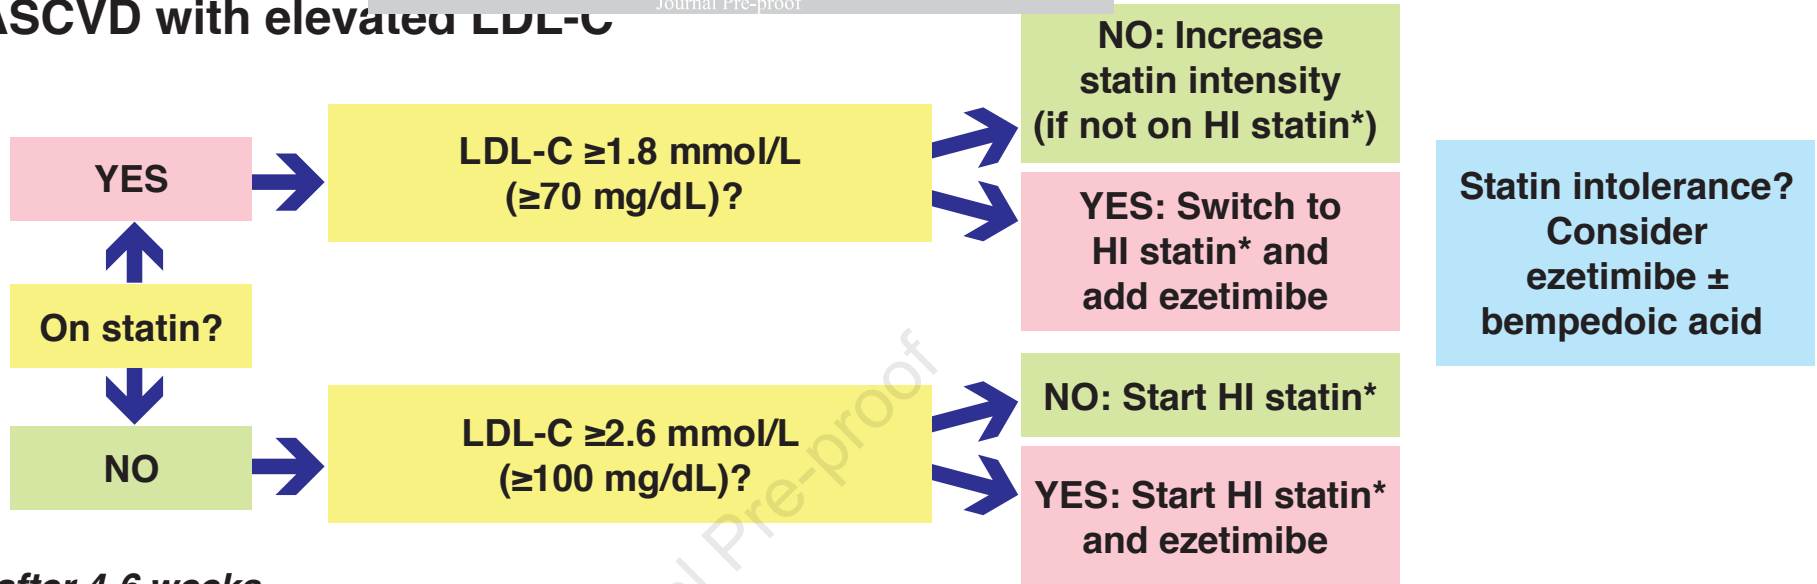 Journal Pre-proof
ASCVD with elevated LDL-C
YES
On statin?
NO
LDL-C ≥1.8 mmol/L
(≥70 mg/dL)?
LDL-C ≥2.6 mmol/L
(≥100 mg/dL)?
NO: Increase
statin intensity
(if not on HI statin*)
YES: Switch to
HI statin* and
add ezetimibe
NO: Start HI statin*
YES: Start HI statin*
and ezetimibe
Statin intolerance?
Consider
ezetimibe ±
bempedoic acid
Pre-proof
after 4-6 weeks